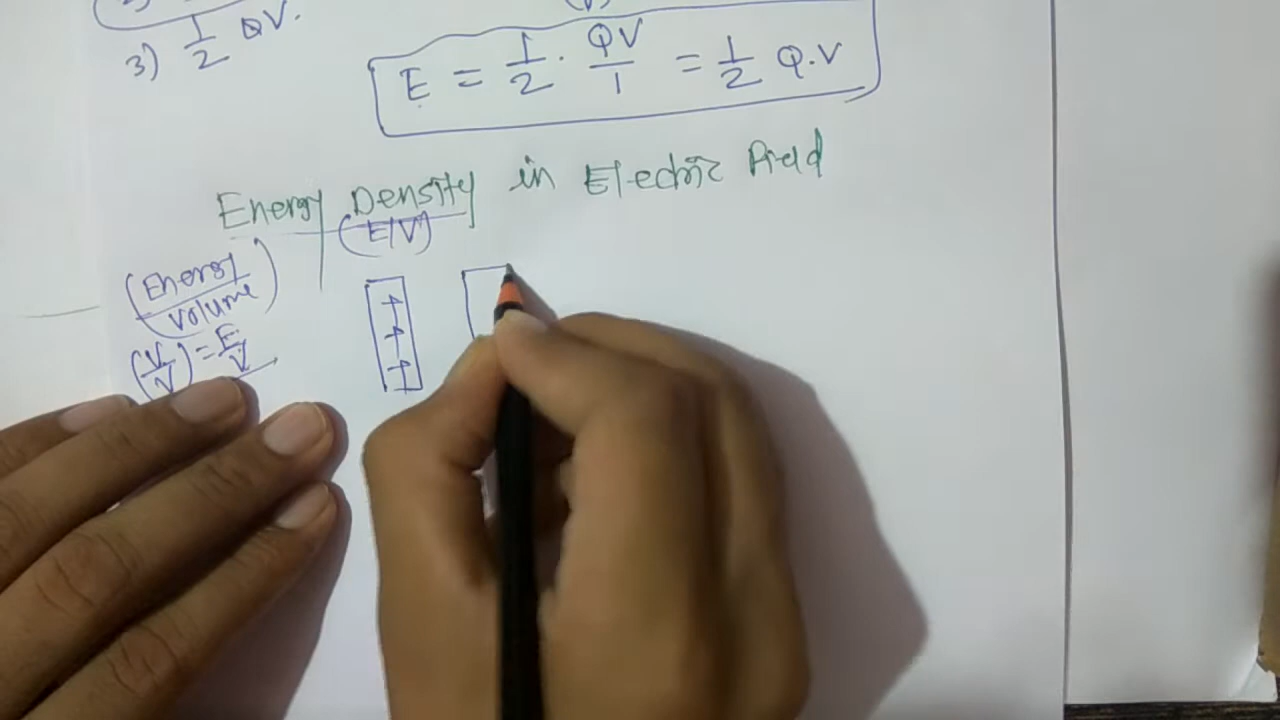 3) 1/2 QV.
E = 1/2 · QV/1 = 1/2 Q.V
Energy Density in Electric Field
(E/V)
(Energy/Volume)
(V/V) = E/V
+
+
+